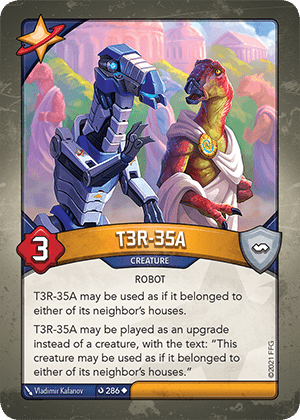 T3R-35A
CREATURE
3
ROBOT
T3R-35A may be used as if it belonged to
either of its neighbor's houses.
T3R-35A may be played as an upgrade
instead of a creature, with the text: “This
creature may be used as if it belonged to
either of its neighbor's houses.”
Vladimir Kafanov 286
©2021 FFG